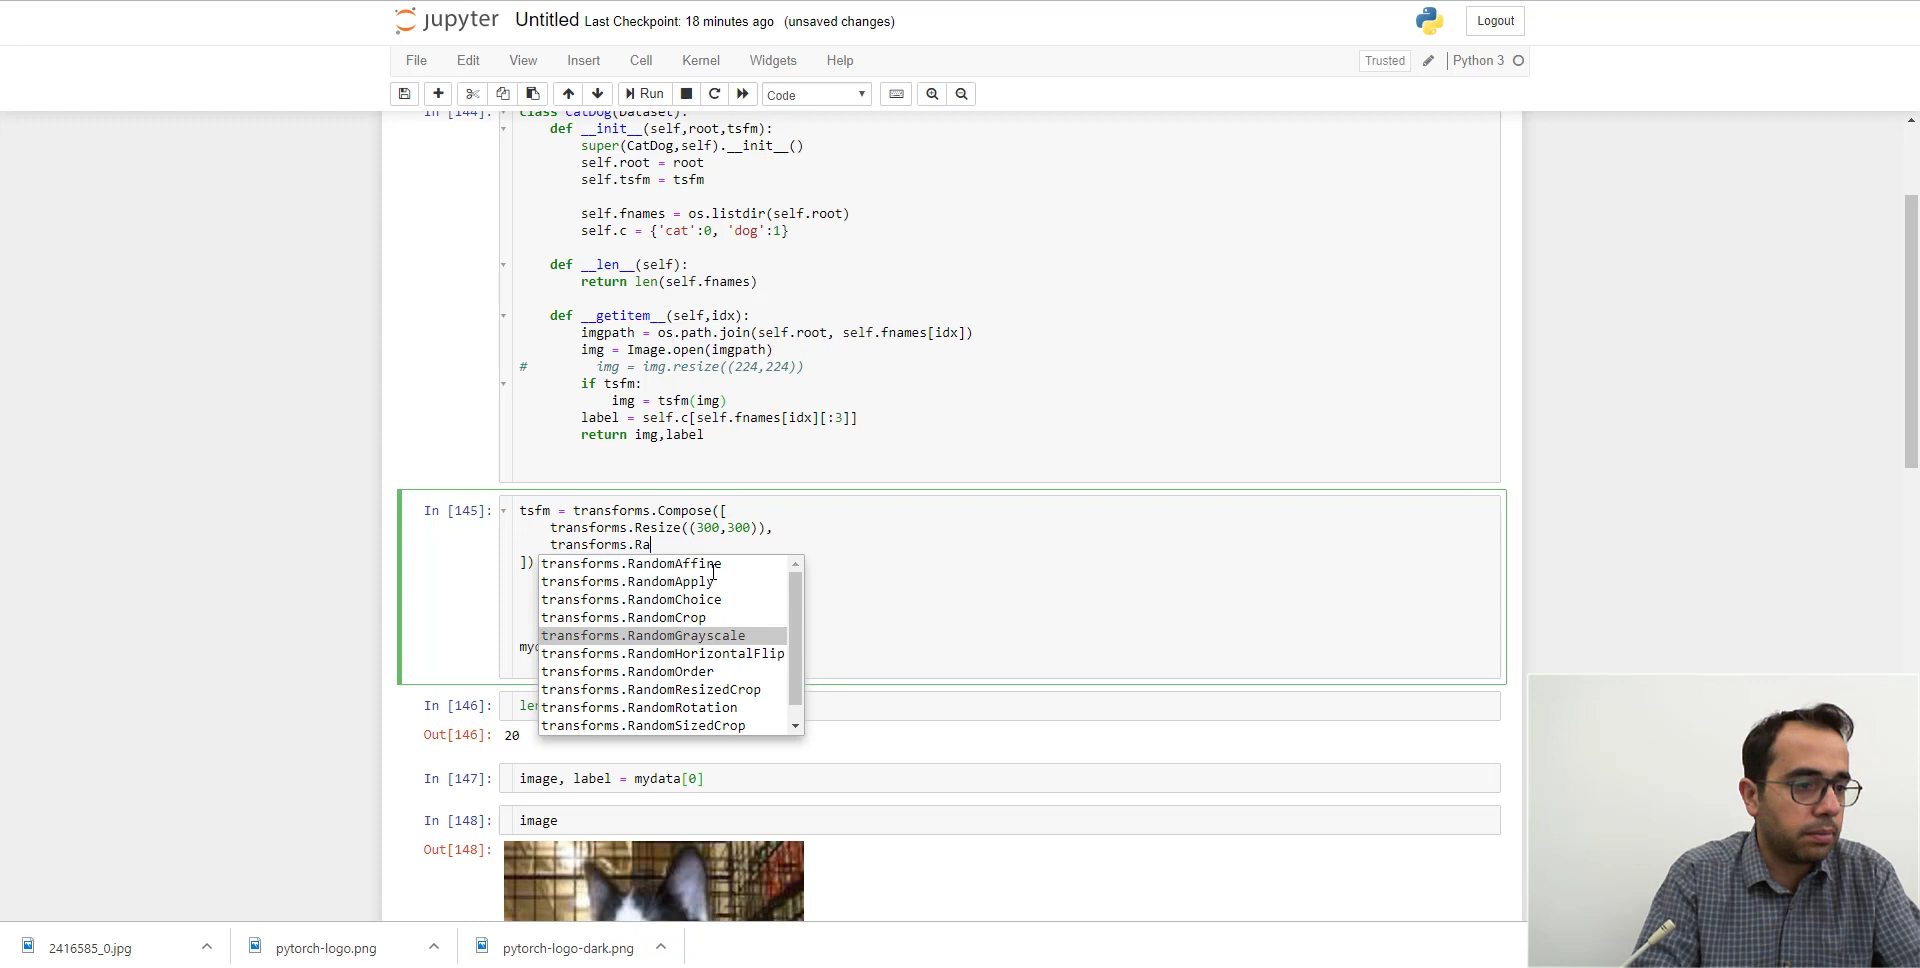 jupyter Untitled Last Checkpoint: 18 minutes ago (unsaved changes) Logout
File Edit View Insert Cell Kernel Widgets Help Trusted Python 3
Run Code
In [144]: class CatDog(Dataset):
def __init__(self,root,tsfm):
super(CatDog,self).__init__()
self.root = root
self.tsfm = tsfm
self.fnames = os.listdir(self.root)
self.c = {'cat':0, 'dog':1}
def __len__(self):
return len(self.fnames)
def __getitem__(self,idx):
imgpath = os.path.join(self.root, self.fnames[idx])
img = Image.open(imgpath)
# img = img.resize((224,224))
if tsfm:
img = tsfm(img)
label = self.c[self.fnames[idx][:3]]
return img,label
In [145]: tsfm = transforms.Compose([
transforms.Resize((300,300)),
transforms.Ra
])
transforms.RandomAffine
transforms.RandomApply
transforms.RandomChoice
transforms.RandomCrop
transforms.RandomGrayscale
transforms.RandomHorizontalFlip
transforms.RandomOrder
transforms.RandomResizedCrop
transforms.RandomRotation
transforms.RandomSizedCrop
In [146]: len
Out[146]: 20
In [147]: image, label = mydata[0]
In [148]: image
Out[148]:
2416585_0.jpg pytorch-logo.png pytorch-logo-dark.png